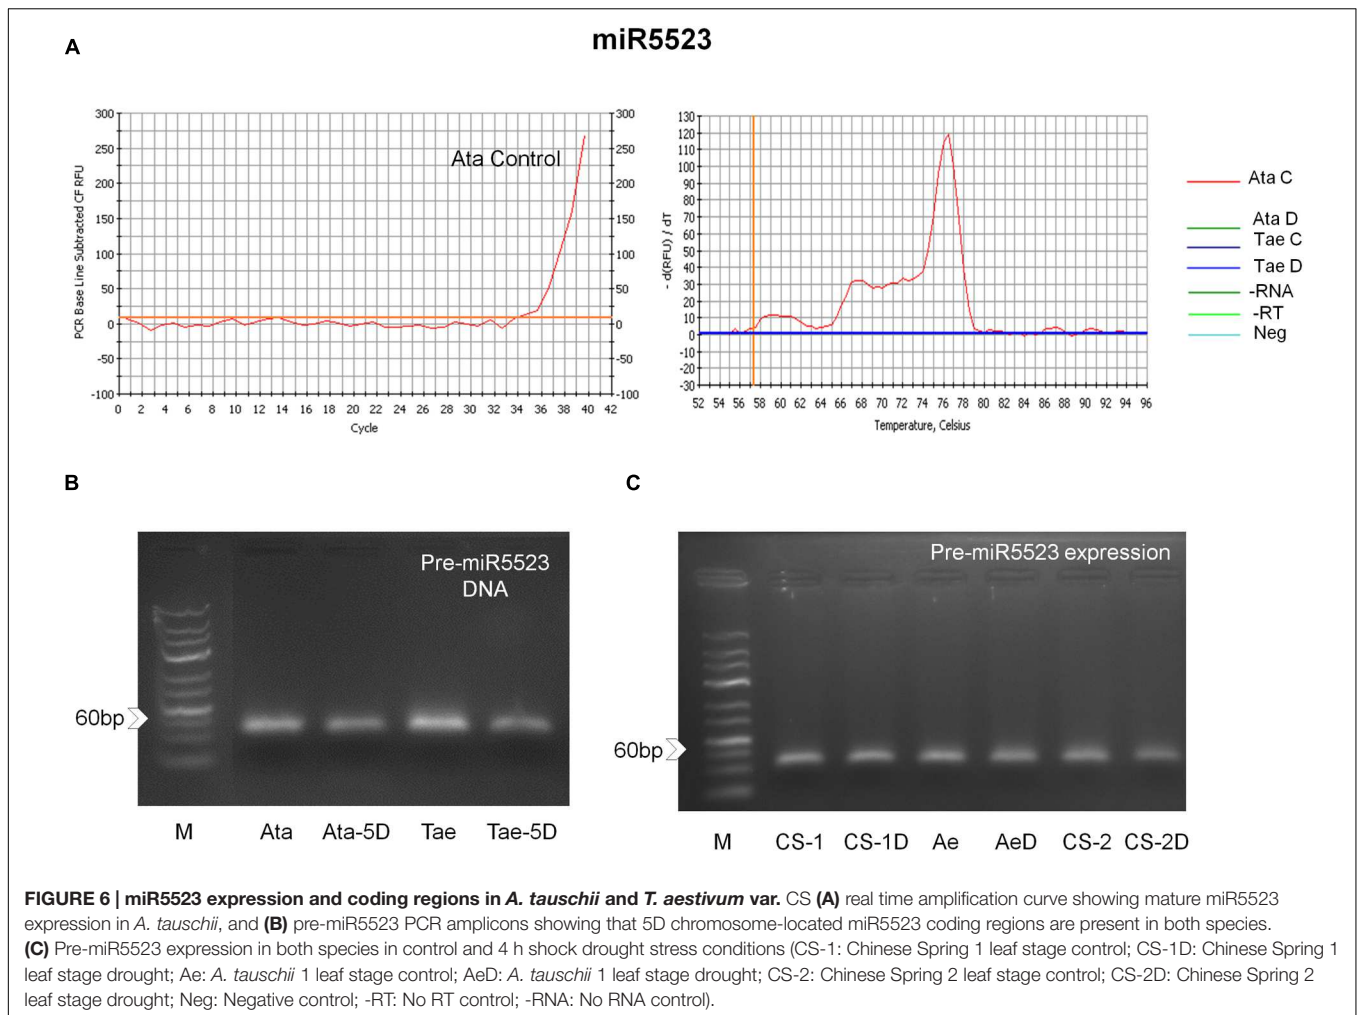 miR5523
A
Ata Control
PCR Base Line Subtracted CF RFU
300
250
200
150
100
50
0
-50
-100
300
250
200
150
100
50
0
-50
-100
0 2 4 6 8 10 12 14 16 18 20 22 24 26 28 30 32 34 36 38 40 42
Cycle
- d(RFU) / dT
130
120
110
100
90
80
70
60
50
40
30
20
10
0
-10
-20
-30
52 54 56 58 60 62 64 66 68 70 72 74 76 78 80 82 84 86 88 90 92 94 96
Temperature, Celsius
Ata C
Ata D
Tae C
Tae D
-RNA
-RT
Neg
B
Pre-miR5523
DNA
60bp
M Ata Ata-5D Tae Tae-5D
C
Pre-miR5523 expression
60bp
M CS-1 CS-1D Ae AeD CS-2 CS-2D
FIGURE 6 | miR5523 expression and coding regions in A. tauschii and T. aestivum var. CS (A) real time amplification curve showing mature miR5523
expression in A. tauschii, and (B) pre-miR5523 PCR amplicons showing that 5D chromosome-located miR5523 coding regions are present in both species.
(C) Pre-miR5523 expression in both species in control and 4 h shock drought stress conditions (CS-1: Chinese Spring 1 leaf stage control; CS-1D: Chinese Spring 1
leaf stage drought; Ae: A. tauschii 1 leaf stage control; AeD: A. tauschii 1 leaf stage drought; CS-2: Chinese Spring 2 leaf stage control; CS-2D: Chinese Spring 2
leaf stage drought; Neg: Negative control; -RT: No RT control; -RNA: No RNA control).